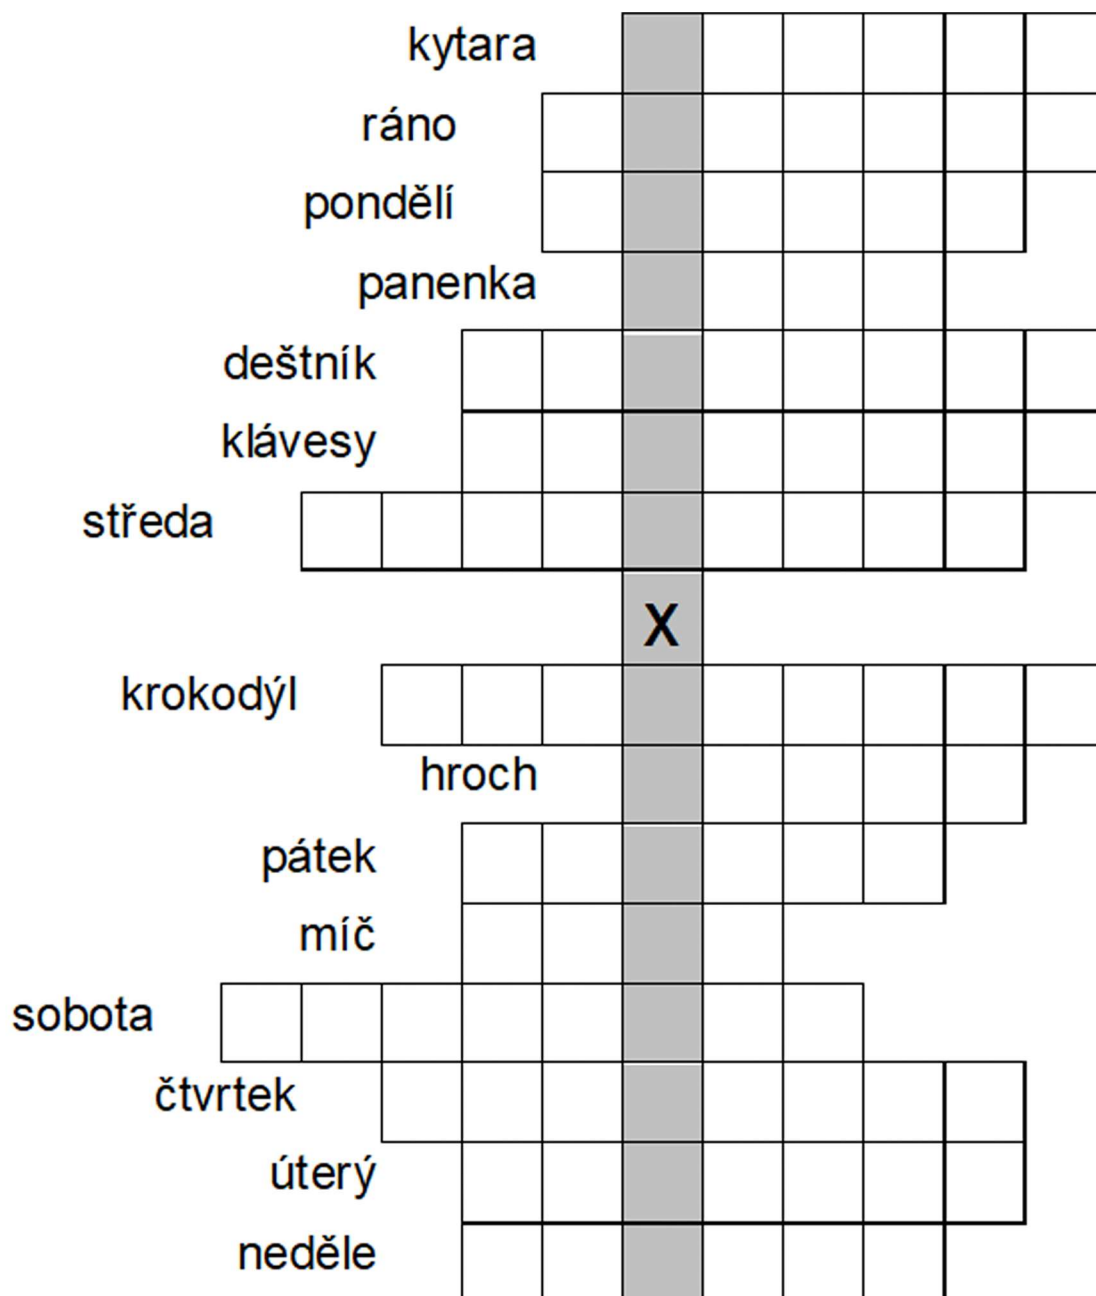 kytara
ráno
pondělí
panenka
deštník
klávesy
středa
X
krokodýl
hroch
pátek
míč
sobota
čtvrtek
úterý
neděle